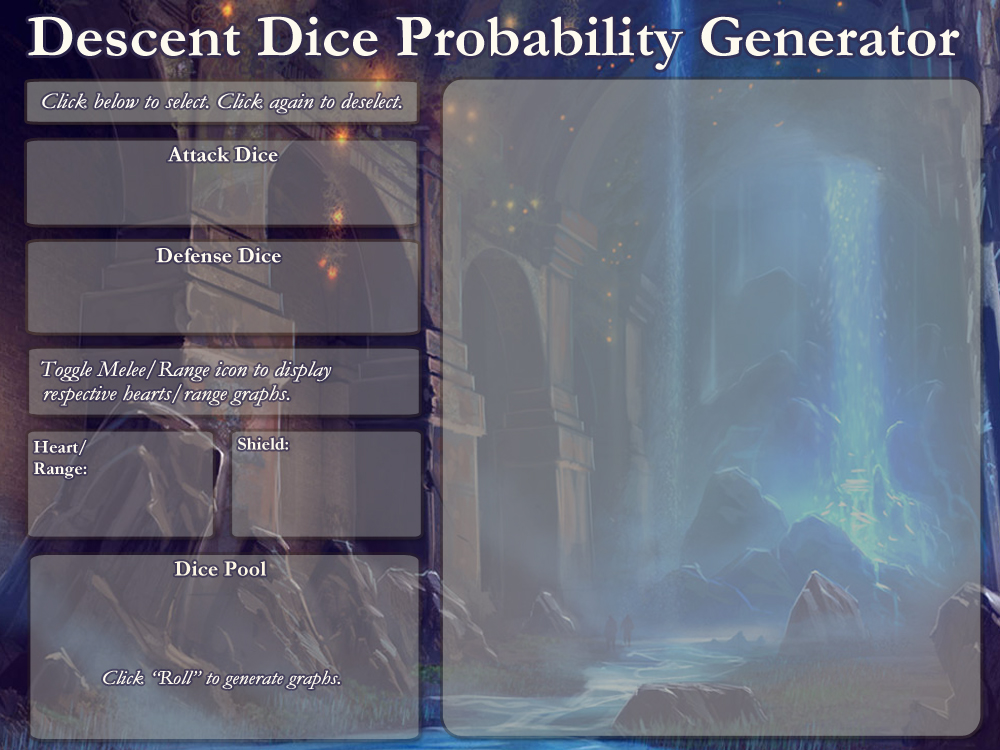 Descent Dice Probability Generator
Click below to select. Click again to deselect.
Attack Dice
Defense Dice
Toggle Melee/Range icon to display
respective hearts/range graphs.
Heart/
Range:
Shield:
Dice Pool
Click “Roll” to generate graphs.